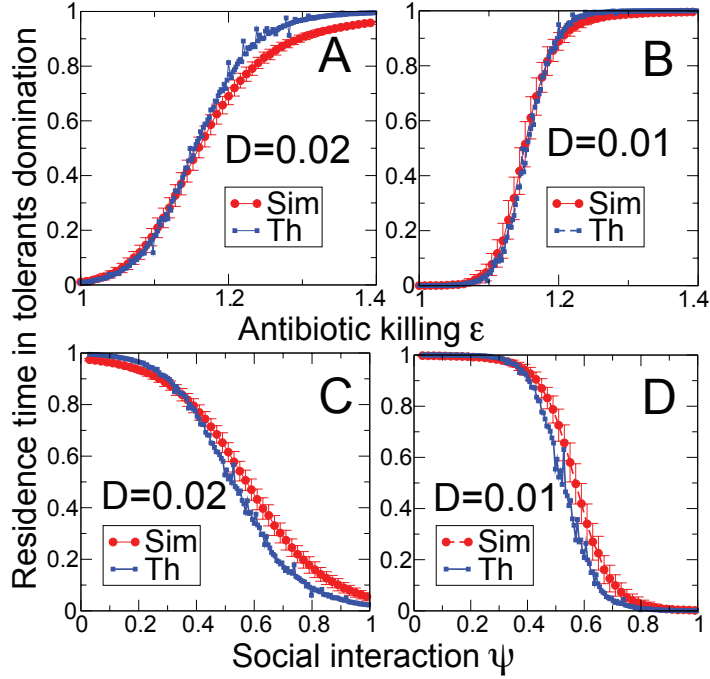 Residence time in tolerants domination
1
0.8
0.6
0.4
0.2
0
A
D=0.02
Sim
Th
1
1.2
1.4
1
0.8
0.6
0.4
0.2
0
B
D=0.01
Sim
Th
1
1.2
1.4
Antibiotic killing ε
1
0.8
0.6
0.4
0.2
0
C
D=0.02
Sim
Th
0
0.2
0.4
0.6
0.8
1
1
0.8
0.6
0.4
0.2
0
D
D=0.01
Sim
Th
0
0.2
0.4
0.6
0.8
1
Social interaction ψ